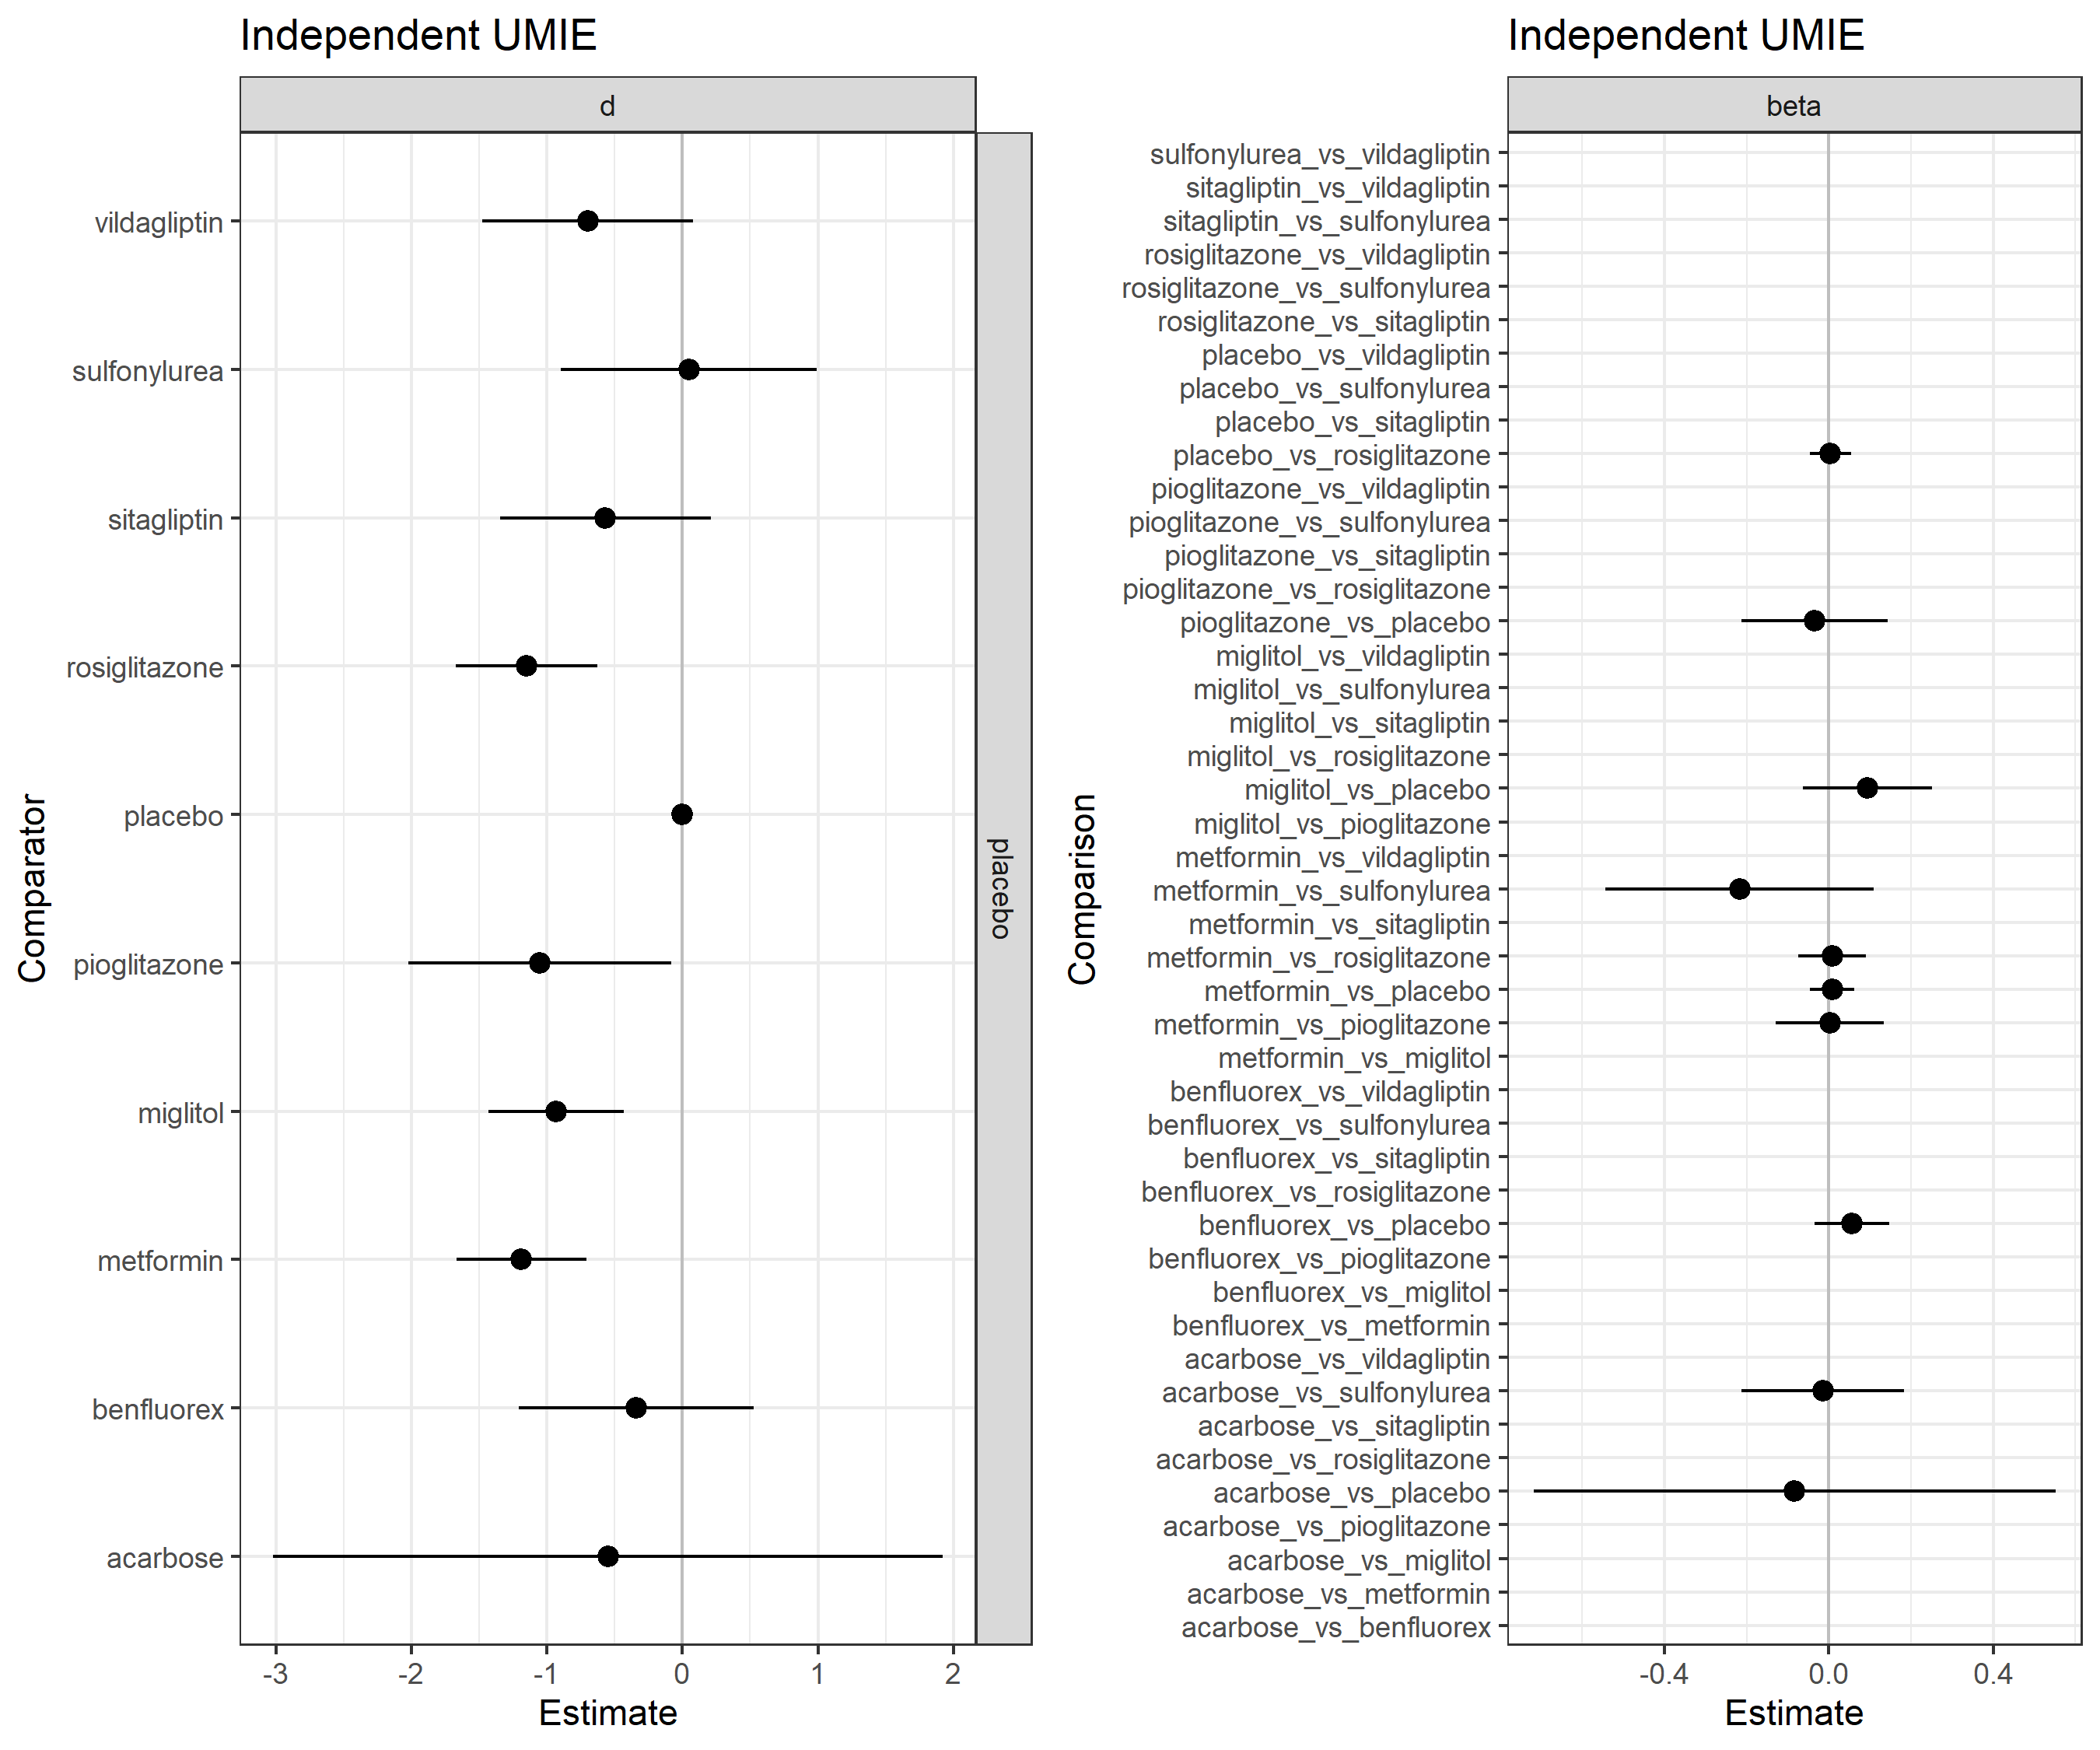 Independent UMIE
d
vildagliptin
sulfonylurea
sitagliptin
rosiglitazone
placebo
pioglitazone
miglitol
metformin
benfluorex
acarbose
Comparator
placebo
-3 -2 -1 0 1 2
Estimate
Independent UMIE
beta
sulfonylurea_vs_vildagliptin
sitagliptin_vs_vildagliptin
sitagliptin_vs_sulfonylurea
rosiglitazone_vs_vildagliptin
rosiglitazone_vs_sulfonylurea
rosiglitazone_vs_sitagliptin
placebo_vs_vildagliptin
placebo_vs_sulfonylurea
placebo_vs_sitagliptin
placebo_vs_rosiglitazone
pioglitazone_vs_vildagliptin
pioglitazone_vs_sulfonylurea
pioglitazone_vs_sitagliptin
pioglitazone_vs_rosiglitazone
pioglitazone_vs_placebo
miglitol_vs_vildagliptin
miglitol_vs_sulfonylurea
miglitol_vs_sitagliptin
miglitol_vs_rosiglitazone
miglitol_vs_placebo
miglitol_vs_pioglitazone
metformin_vs_vildagliptin
metformin_vs_sulfonylurea
metformin_vs_sitagliptin
metformin_vs_rosiglitazone
metformin_vs_placebo
metformin_vs_pioglitazone
metformin_vs_miglitol
benfluorex_vs_vildagliptin
benfluorex_vs_sulfonylurea
benfluorex_vs_sitagliptin
benfluorex_vs_rosiglitazone
benfluorex_vs_placebo
benfluorex_vs_pioglitazone
benfluorex_vs_miglitol
benfluorex_vs_metformin
acarbose_vs_vildagliptin
acarbose_vs_sulfonylurea
acarbose_vs_sitagliptin
acarbose_vs_rosiglitazone
acarbose_vs_placebo
acarbose_vs_pioglitazone
acarbose_vs_miglitol
acarbose_vs_metformin
acarbose_vs_benfluorex
Comparison
-0.4 0.0 0.4
Estimate